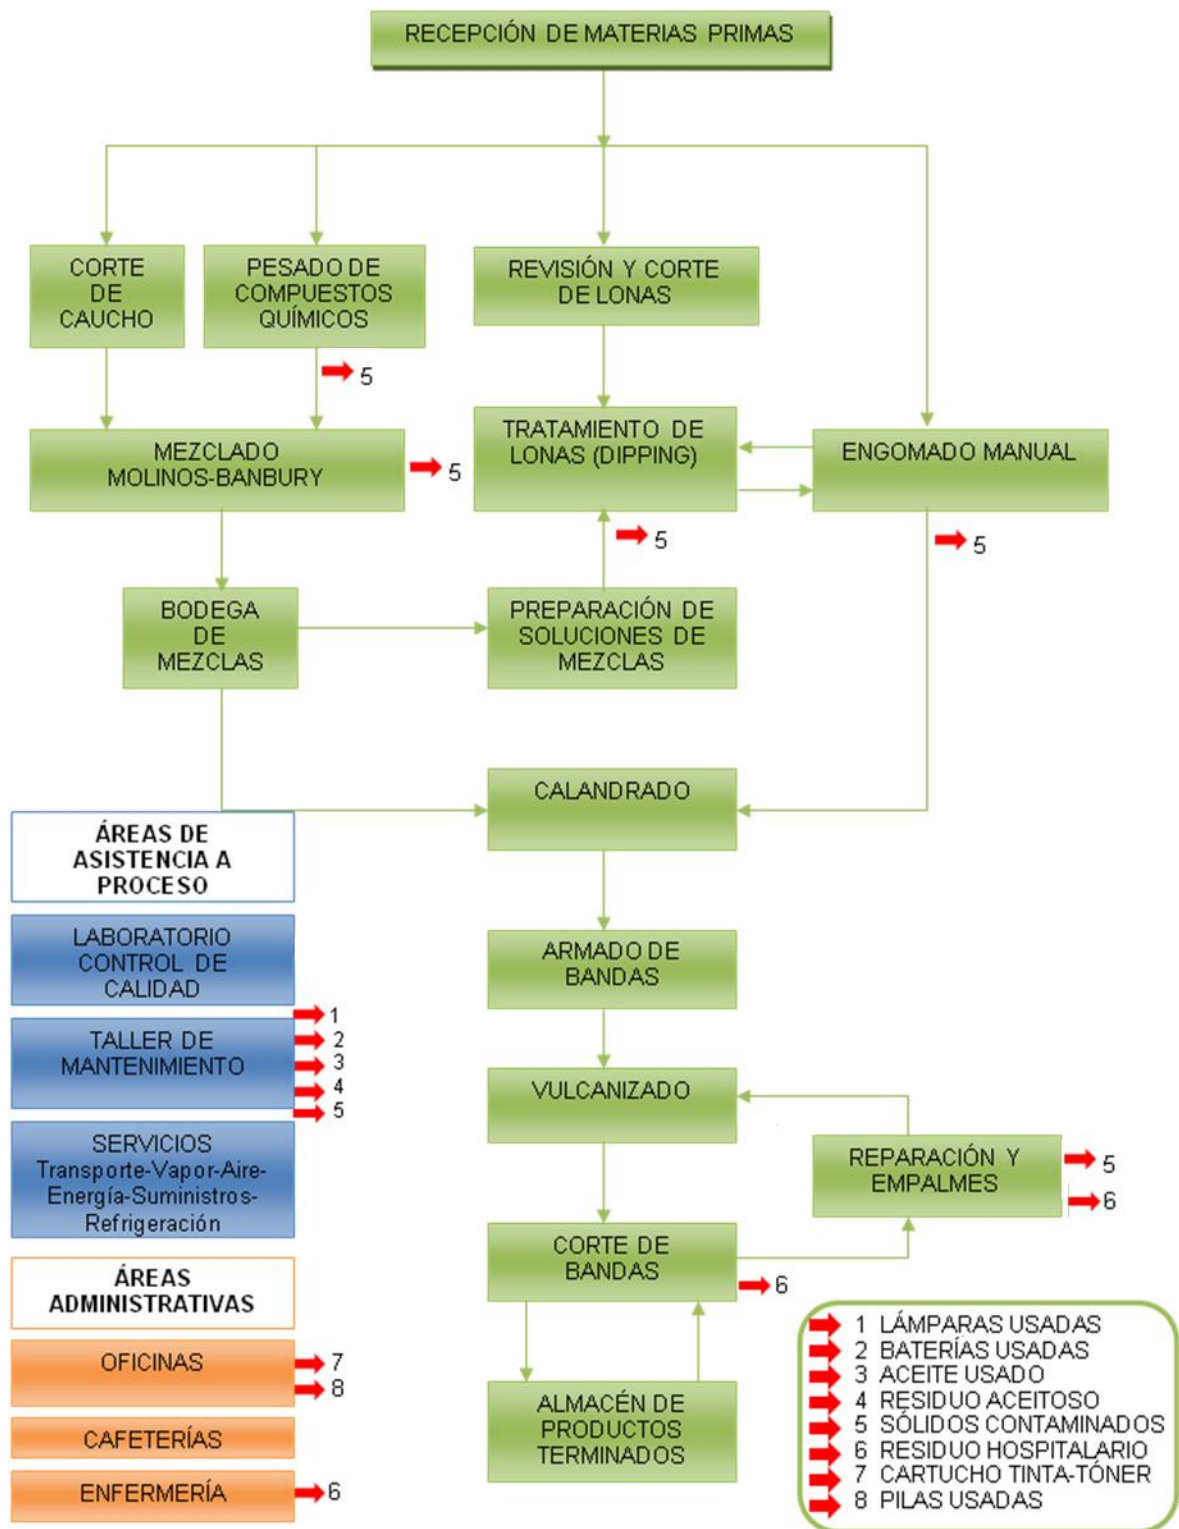 RECEPCIÓN DE MATERIAS PRIMAS
CORTE
DE
CAUCHO
PESADO DE
COMPUESTOS
QUÍMICOS
REVISIÓN Y CORTE
DE LONAS
5
MEZCLADO
MOLINOS-BANBURY
5
TRATAMIENTO DE
LONAS (DIPPING)
ENGOMADO MANUAL
5
5
BODEGA
DE
MEZCLAS
PREPARACIÓN DE
SOLUCIONES DE
MEZCLAS
CALANDRADO
ÁREAS DE
ASISTENCIA A
PROCESO
LABORATORIO
CONTROL DE
CALIDAD
ARMADO DE
BANDAS
TALLER DE
MANTENIMIENTO
1
2
3
4
5
VULCANIZADO
SERVICIOS
Transporte-Vapor-Aire-
Energía-Suministros-
Refrigeración
REPARACIÓN Y
EMPALMES
5
6
CORTE DE
BANDAS
6
ÁREAS
ADMINISTRATIVAS
OFICINAS
7
8
CAFETERÍAS
ENFERMERÍA
6
ALMACÉN DE
PRODUCTOS
TERMINADOS
1 LÁMPARAS USADAS
2 BATERÍAS USADAS
3 ACEITE USADO
4 RESIDUO ACEITOSO
5 SÓLIDOS CONTAMINADOS
6 RESIDUO HOSPITALARIO
7 CARTUCHO TINTA-TÓNER
8 PILAS USADAS